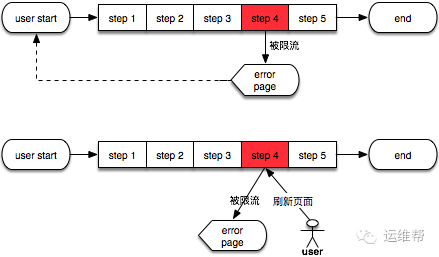 user start
step 1
step 2
step 3
step 4
step 5
end
被限流
error
page
user start
step 1
step 2
step 3
step 4
step 5
end
被限流
刷新页面
error
page
user
运维帮